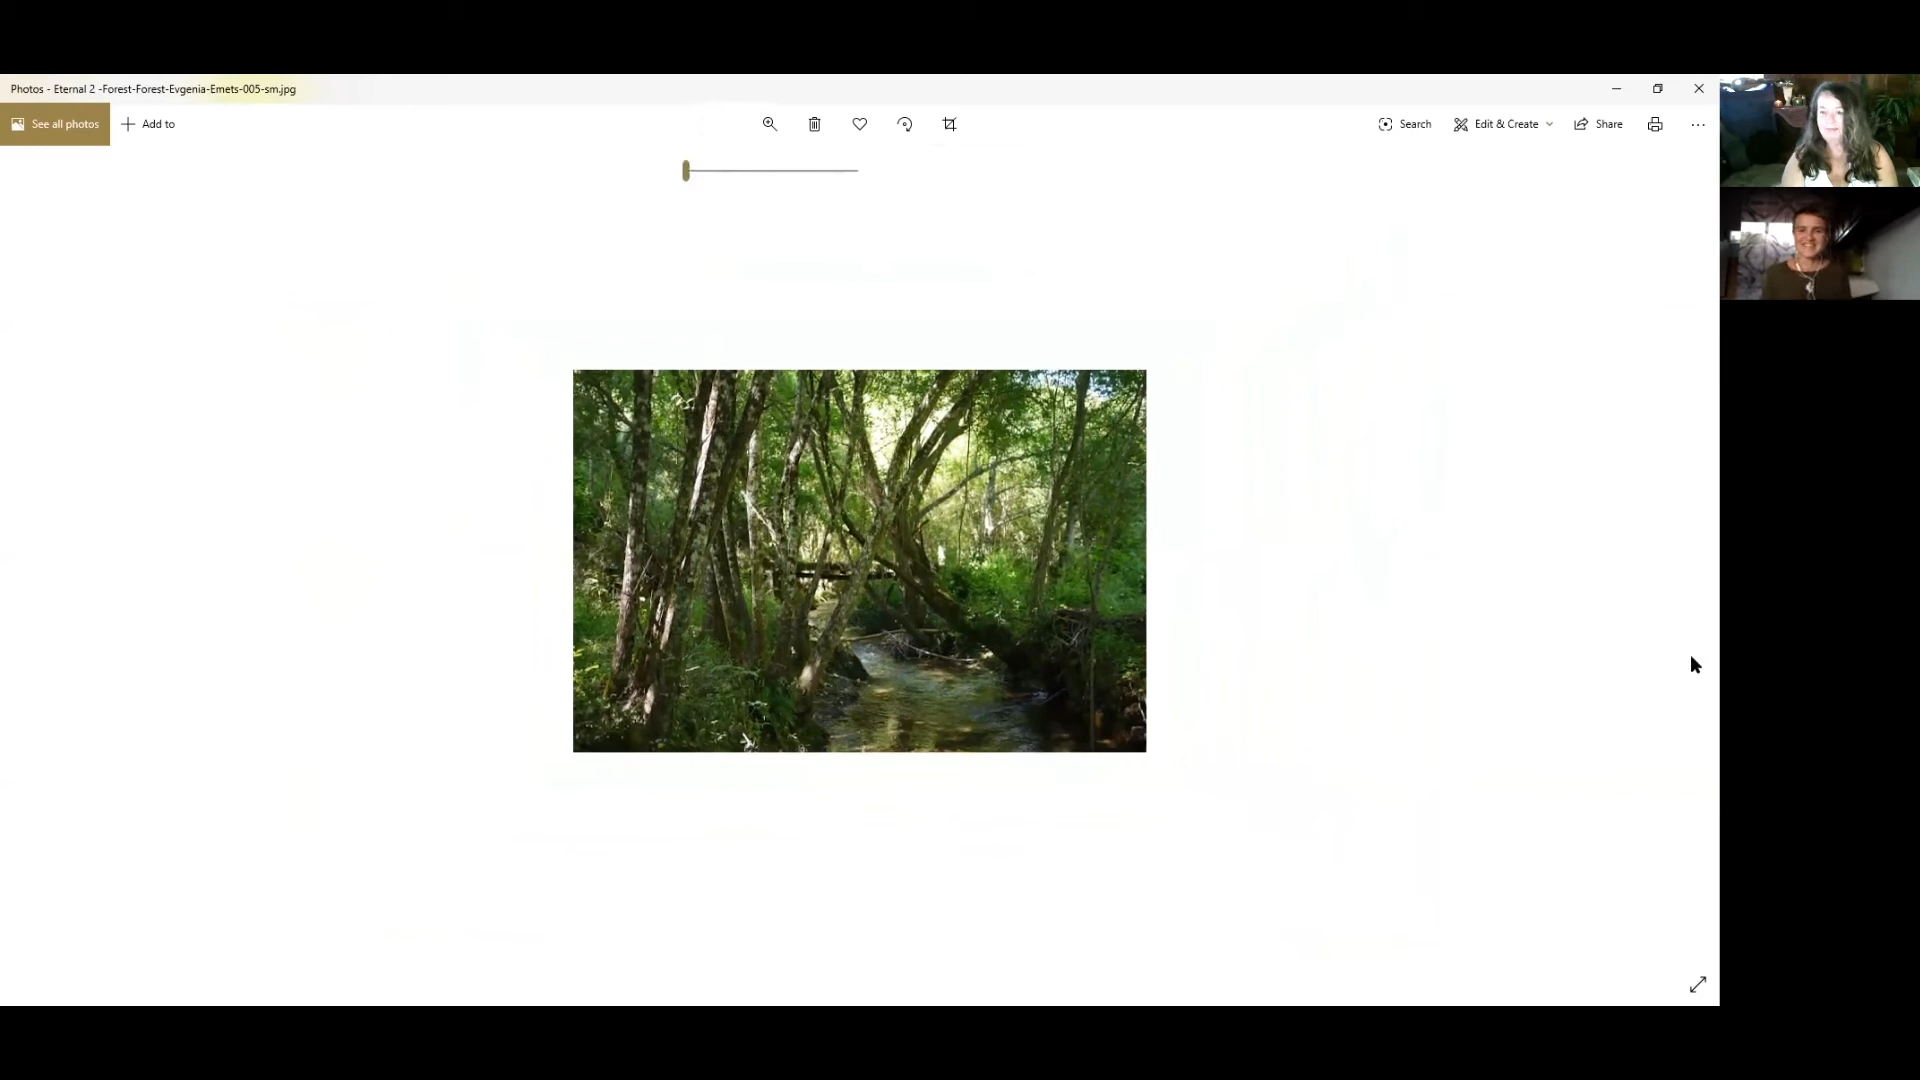 Photos - Eternal 2 -Forest-Forest-Evgenia-Emets-005-sm.jpg
See all photos
Add to
Search
Edit & Create
Share